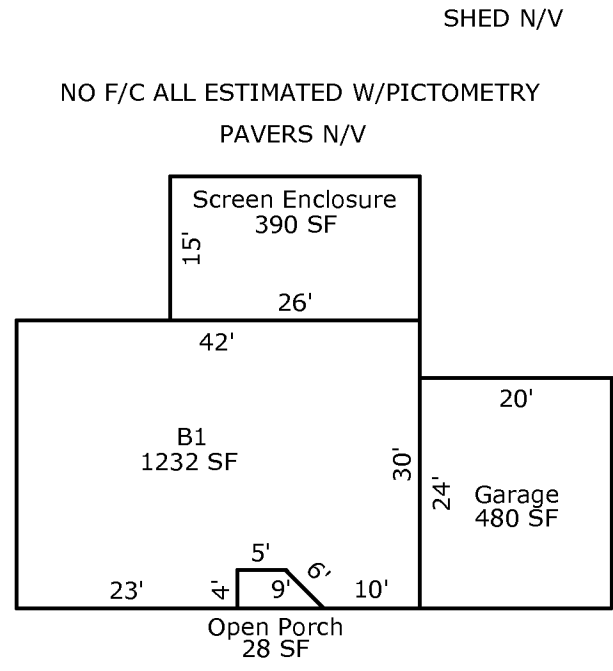 SHED N/V
NO F/C ALL ESTIMATED W/PICTOMETRY
PAVERS N/V
Screen Enclosure
390 SF
15'
26'
42'
20'
B1
1232 SF
30'
24'
Garage
480 SF
5'
6'
23'
4'
9'
10'
Open Porch
28 SF